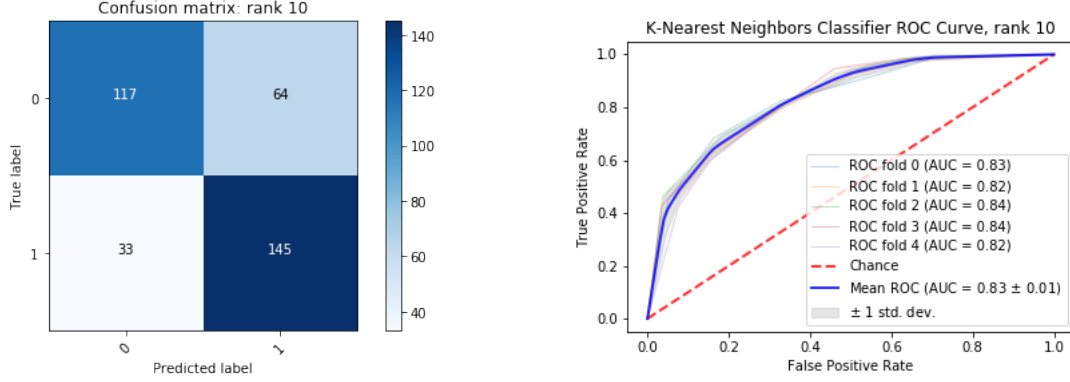 Confusion matrix: rank 10
True label
0
1
117
64
33
145
0
1
Predicted label
140
120
100
80
60
40
K-Nearest Neighbors Classifier ROC Curve, rank 10
True Positive Rate
1.0
0.8
0.6
0.4
0.2
0.0
ROC fold 0 (AUC = 0.83)
ROC fold 1 (AUC = 0.82)
ROC fold 2 (AUC = 0.84)
ROC fold 3 (AUC = 0.84)
ROC fold 4 (AUC = 0.82)
Chance
Mean ROC (AUC = 0.83 ± 0.01)
± 1 std. dev.
0.0
0.2
0.4
0.6
0.8
1.0
False Positive Rate